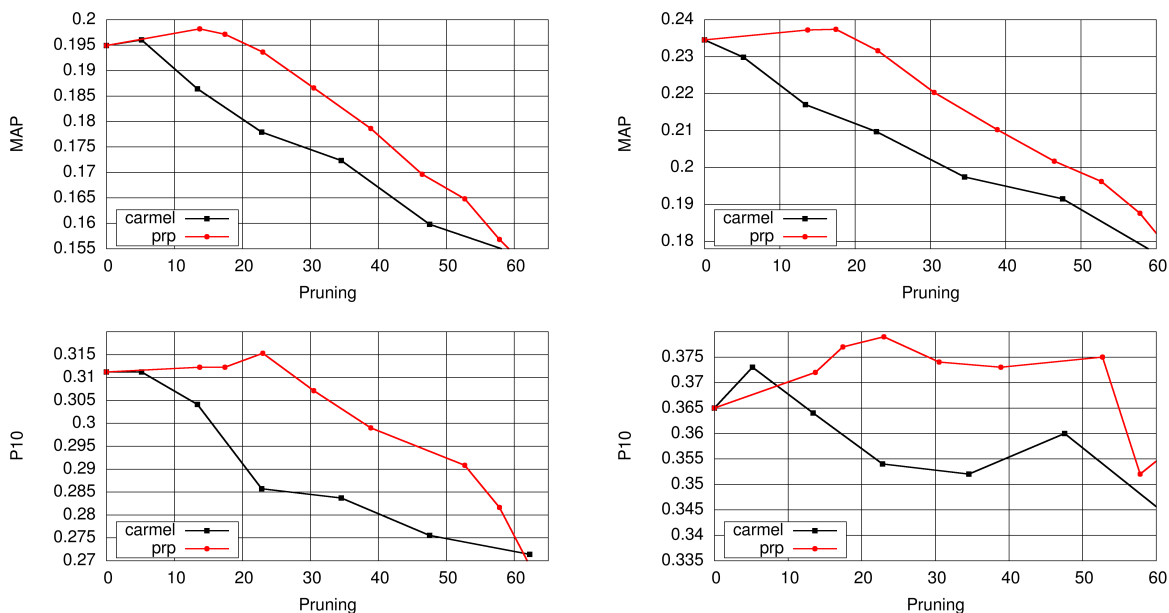 0.2
0.195
0.19
0.185
0.18
0.175
0.17
0.165
0.16
0.155
MAP
carmel
prp
0 10 20 30 40 50 60
Pruning
0.24
0.23
0.22
0.21
0.2
0.19
0.18
MAP
carmel
prp
0 10 20 30 40 50 60
Pruning
0.315
0.31
0.305
0.3
0.295
0.29
0.285
0.28
0.275
0.27
P10
carmel
prp
0 10 20 30 40 50 60
Pruning
0.375
0.37
0.365
0.36
0.355
0.35
0.345
0.34
0.335
P10
carmel
prp
0 10 20 30 40 50 60
Pruning